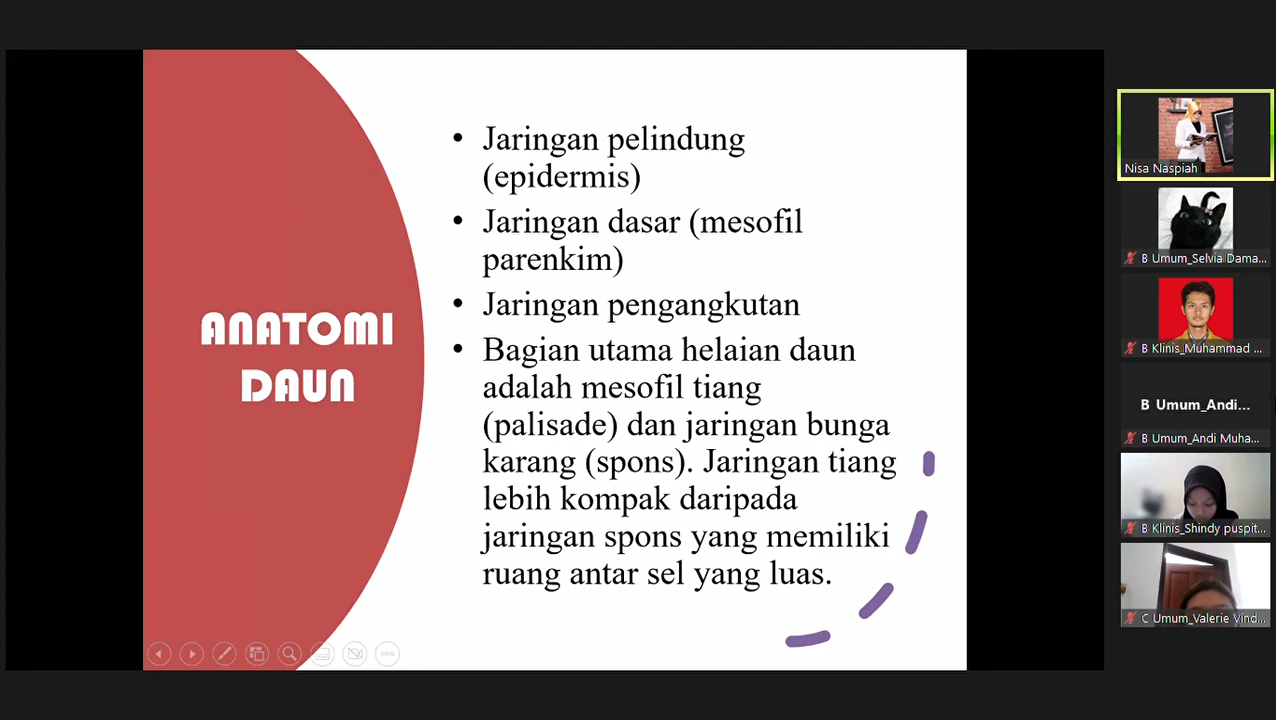 ANATOMI
DAUN
• Jaringan pelindung
(epidermis)
• Jaringan dasar (mesofil
parenkim)
• Jaringan pengangkutan
• Bagian utama helaian daun
adalah mesofil tiang
(palisade) dan jaringan bunga
karang (spons). Jaringan tiang
lebih kompak daripada
jaringan spons yang memiliki
ruang antar sel yang luas.
Nisa Naspiah
B Umum_Selvia Dama...
B Klinis_Muhammad ...
B Umum_Andi...
B Umum_Andi Muha...
B Klinis_Shindy puspit...
C Umum_Valerie Vind...